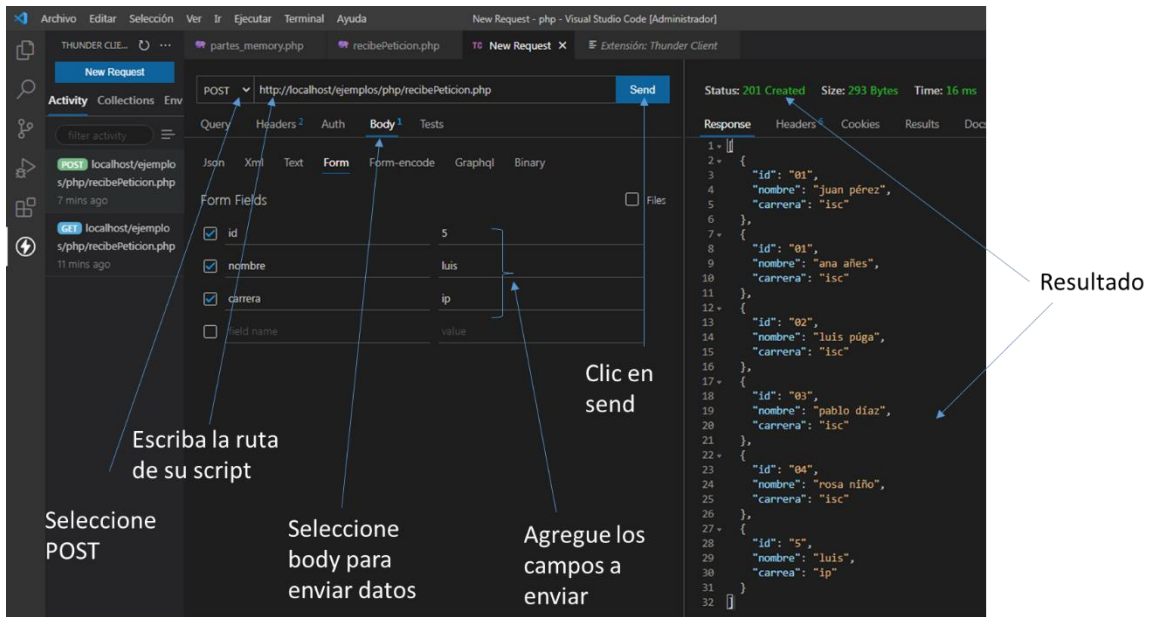 Archivo Editar Selección Ver Ir Ejecutar Terminal Ayuda
New Request - php - Visual Studio Code [Administrador]
THUNDER CLIE... ...
partes_memory.php
recibePeticion.php
TC New Request
Extensión: Thunder Client
New Request
Activity Collections Env
filter activity
POST localhost/ejemplo
s/php/recibePeticion.php
7 mins ago
GET localhost/ejemplo
s/php/recibePeticion.php
11 mins ago
POST http://localhost/ejemplos/php/recibePeticion.php Send
Query Headers 2 Auth Body 1 Tests
Json Xml Text Form Form-encode Graphql Binary
Form Fields Files
id 5
nombre luis
carrera ip
field name value
Status: 201 Created Size: 293 Bytes Time: 16 ms
Response Headers 6 Cookies Results Docs
1 [
2 {
3 "id": "01",
4 "nombre": "juan pérez",
5 "carrera": "isc"
6 },
7 {
8 "id": "01",
9 "nombre": "ana añes",
10 "carrera": "isc"
11 },
12 {
13 "id": "02",
14 "nombre": "luis púga",
15 "carrera": "isc"
16 },
17 {
18 "id": "03",
19 "nombre": "pablo díaz",
20 "carrera": "isc"
21 },
22 {
23 "id": "04",
24 "nombre": "rosa niño",
25 "carrera": "isc"
26 },
27 {
28 "id": "5",
29 "nombre": "luis",
30 "carrea": "ip"
31 }
32 ]
Resultado
Clic en
send
Escriba la ruta
de su script
Seleccione
POST
Seleccione
body para
enviar datos
Agregue los
campos a
enviar